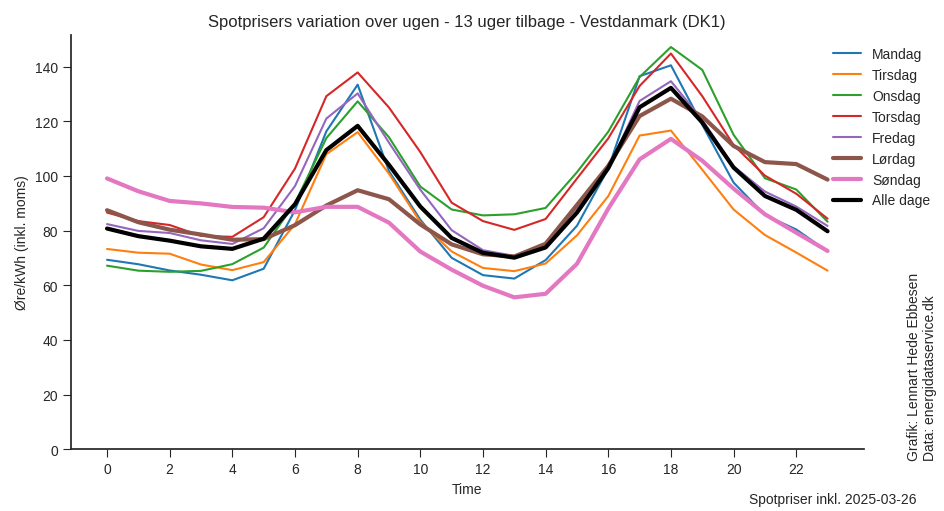 Spotprisers variation over ugen - 13 uger tilbage - Vestdanmark (DK1)
Øre/kWh (inkl. moms)
140
120
100
80
60
40
20
0
0 2 4 6 8 10 12 14 16 18 20 22
Time
Mandag
Tirsdag
Onsdag
Torsdag
Fredag
Lørdag
Søndag
Alle dage
Grafik: Lennart Hede Ebbesen
Data: energidataservice.dk
Spotpriser inkl. 2025-03-26